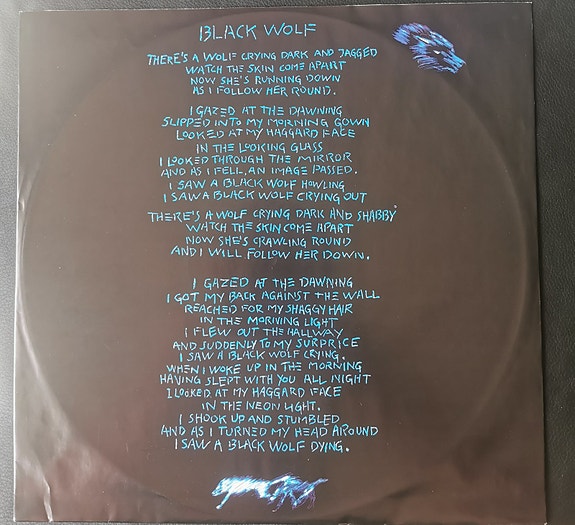 BLACK WOLF
THERE'S A WOLF CRYING DARK AND JAGGED
WATCH THE SKIN COME APART
NOW SHE'S RUNNING DOWN
AS I FOLLOW HER ROUND.
I GAZED AT THE DAWNING
SLIPPED INTO MY MORNING GOWN
LOOKED AT MY HAGGARD FACE
IN THE LOOKING GLASS
I LOOKED THROUGH THE MIRROR
AND AS I FELL, AN IMAGE PASSED.
I SAW A BLACK WOLF HOWLING
I SAW A BLACK WOLF CRYING OUT
THERE'S A WOLF CRYING DARK AND SHABBY
WATCH THE SKIN COME APART
NOW SHE'S CRAWLING ROUND
AND I WILL FOLLOW HER DOWN.
I GAZED AT THE DAWNING
I GOT MY BACK AGAINST THE WALL
REACHED FOR MY SHAGGY HAIR
IN THE MORNING LIGHT
I FLEW OUT THE HALLWAY
AND SUDDENLY TO MY SURPRICE
I SAW A BLACK WOLF CRYING.
WHEN I WOKE UP IN THE MORNING
HAVING SLEPT WITH YOU ALL NIGHT
I LOOKED AT MY HAGGARD FACE
IN THE NEON LIGHT.
I SHOOK UP AND STUMBLED
AND AS I TURNED MY HEAD AROUND
I SAW A BLACK WOLF DYING.